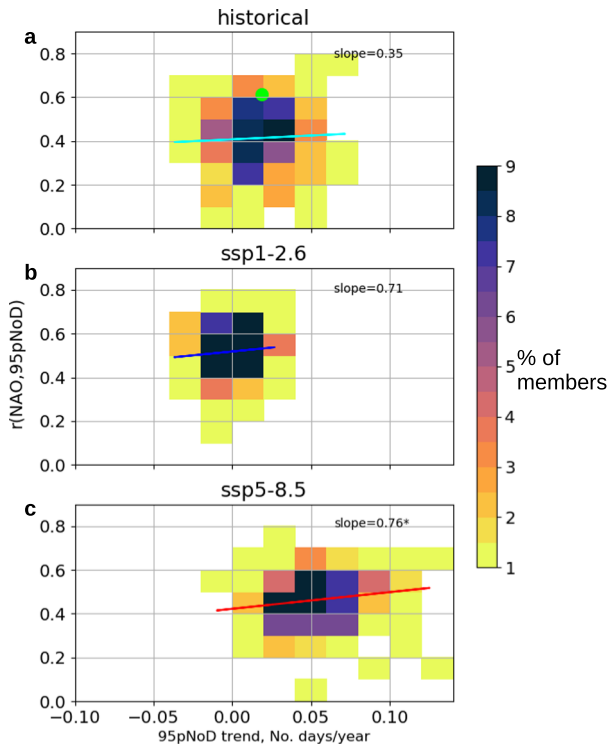 historical
a
slope=0.35
0.8
0.6
0.4
0.2
0.0
ssp1-2.6
b
slope=0.71
0.8
0.6
0.4
0.2
0.0
r(NAO,95pNoD)
ssp5-8.5
c
slope=0.76*
0.8
0.6
0.4
0.2
0.0
−0.10
−0.05
0.00
0.05
0.10
95pNoD trend, No. days/year
9
8
7
6
5
4
3
2
1
% of
members